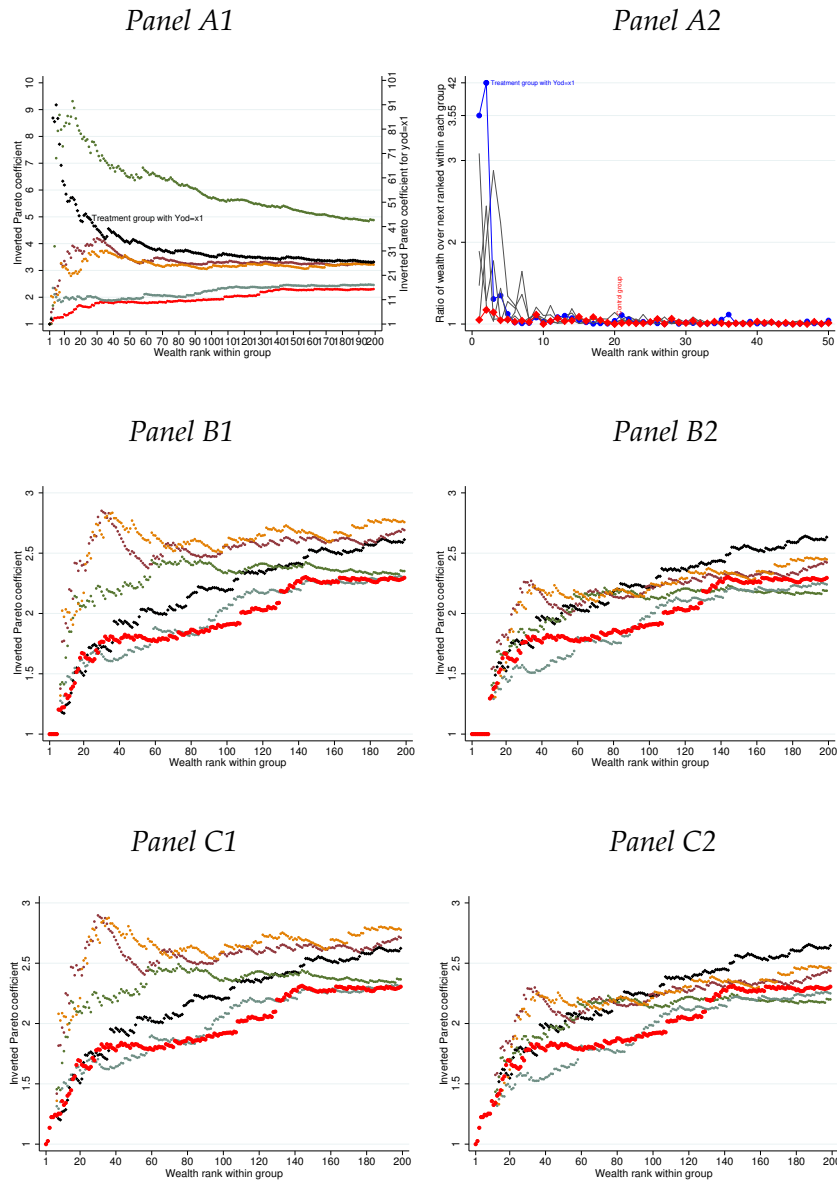 Panel A1
Panel A2
Inverted Pareto coefficient
10
9
8
7
6
5
4
3
2
1
Treatment group with Yod=x1
101
91
81
71
61
51
41
31
21
11
1
Inverted Pareto coefficient for yod=x1
1 10 20 30 40 50 60 70 80 90 100110120130140150160170180190200
Wealth rank within group
Ratio of wealth over next ranked within each group
42
3.55
3
2
1
Treatment group with Yod=x1
0 10 20 30 40 50
Wealth rank within group
Panel B1
Panel B2
Inverted Pareto coefficient
3
2.5
2
1.5
1
1 20 40 60 80 100 120 140 160 180 200
Wealth rank within group
Inverted Pareto coefficient
3
2.5
2
1.5
1
1 20 40 60 80 100 120 140 160 180 200
Wealth rank within group
Panel C1
Panel C2
Inverted Pareto coefficient
3
2.5
2
1.5
1
1 20 40 60 80 100 120 140 160 180 200
Wealth rank within group
Inverted Pareto coefficient
3
2.5
2
1.5
1
1 20 40 60 80 100 120 140 160 180 200
Wealth rank within group